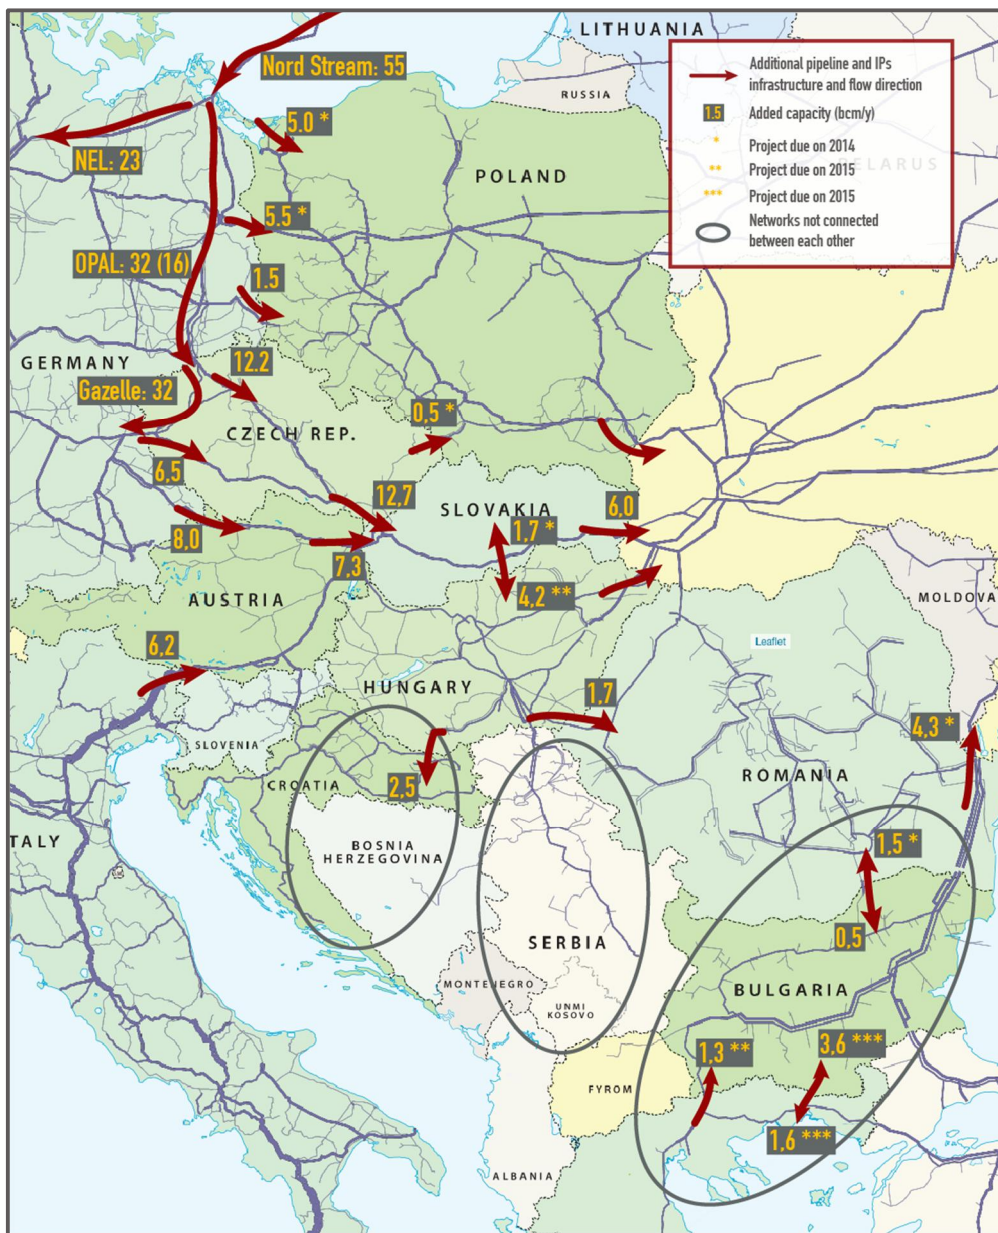 LITHUANIA
Nord Stream: 55
RUSSIA
Additional pipeline and IPs
infrastructure and flow direction
1.5 Added capacity (bcm/y)
* Project due on 2014
** Project due on 2015
*** Project due on 2015
Networks not connected
between each other
BELARUS
5.0 *
NEL: 23
POLAND
5.5 *
OPAL: 32 (16)
1.5
GERMANY
12.2
Gazelle: 32
0,5 *
CZECH REP.
6,5
12,7
SLOVAKIA
6,0
8,0
1,7 *
7,3
4,2 **
AUSTRIA
MOLDOVA
Leaflet
6,2
HUNGARY
1,7
4,3 *
SLOVENIA
CROATIA
2,5
ROMANIA
TALY
BOSNIA
HERZEGOVINA
1,5 *
SERBIA
0,5
MONTENEGRO
BULGARIA
UNMI
KOSOVO
1,3 **
3,6 ***
FYROM
1,6 ***
ALBANIA